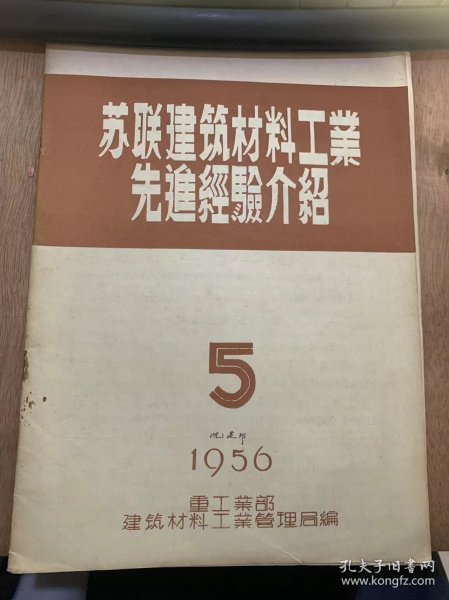 苏联建筑材料工業
先進經驗介紹
5
1956
重工業部
建筑材料工業管理局編
孔夫子旧書网
www.kongfz.com